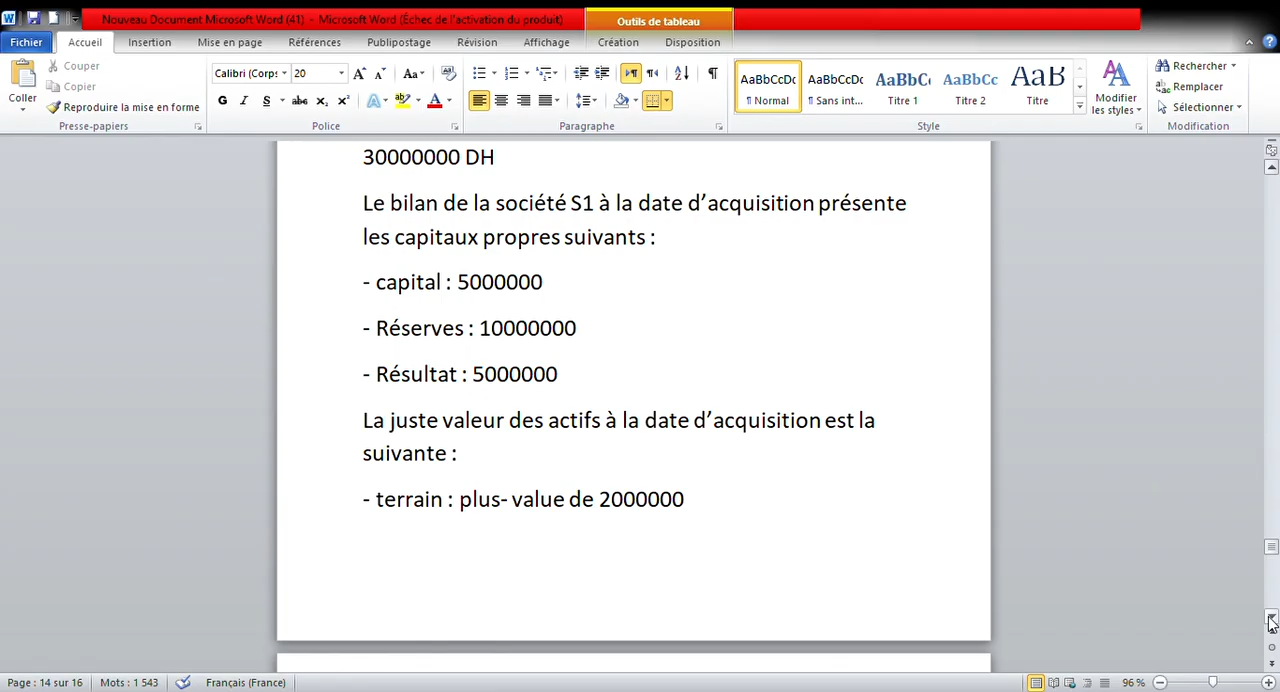 Nouveau Document Microsoft Word (41) - Microsoft Word (Échec de l'activation du produit)
Outils de tableau
Fichier Accueil Insertion Mise en page Références Publipostage Révision Affichage Création Disposition
Coller
Couper
Copier
Reproduire la mise en forme
Presse-papiers
Calibri (Corps 20
G I S abc x₂ x²
Police
Paragraphe
AaBbCcDc AaBbCcDc AaBbCc AaBbCc AaB
¶ Normal ¶ Sans int... Titre 1 Titre 2 Titre
Modifier les styles
Style
Rechercher
Remplacer
Sélectionner
Modification
30000000 DH
Le bilan de la société S1 à la date d’acquisition présente
les capitaux propres suivants :
- capital : 5000000
- Réserves : 10000000
- Résultat : 5000000
La juste valeur des actifs à la date d’acquisition est la
suivante :
- terrain : plus- value de 2000000
Page : 14 sur 16 Mots : 1 543 Français (France) 96 %